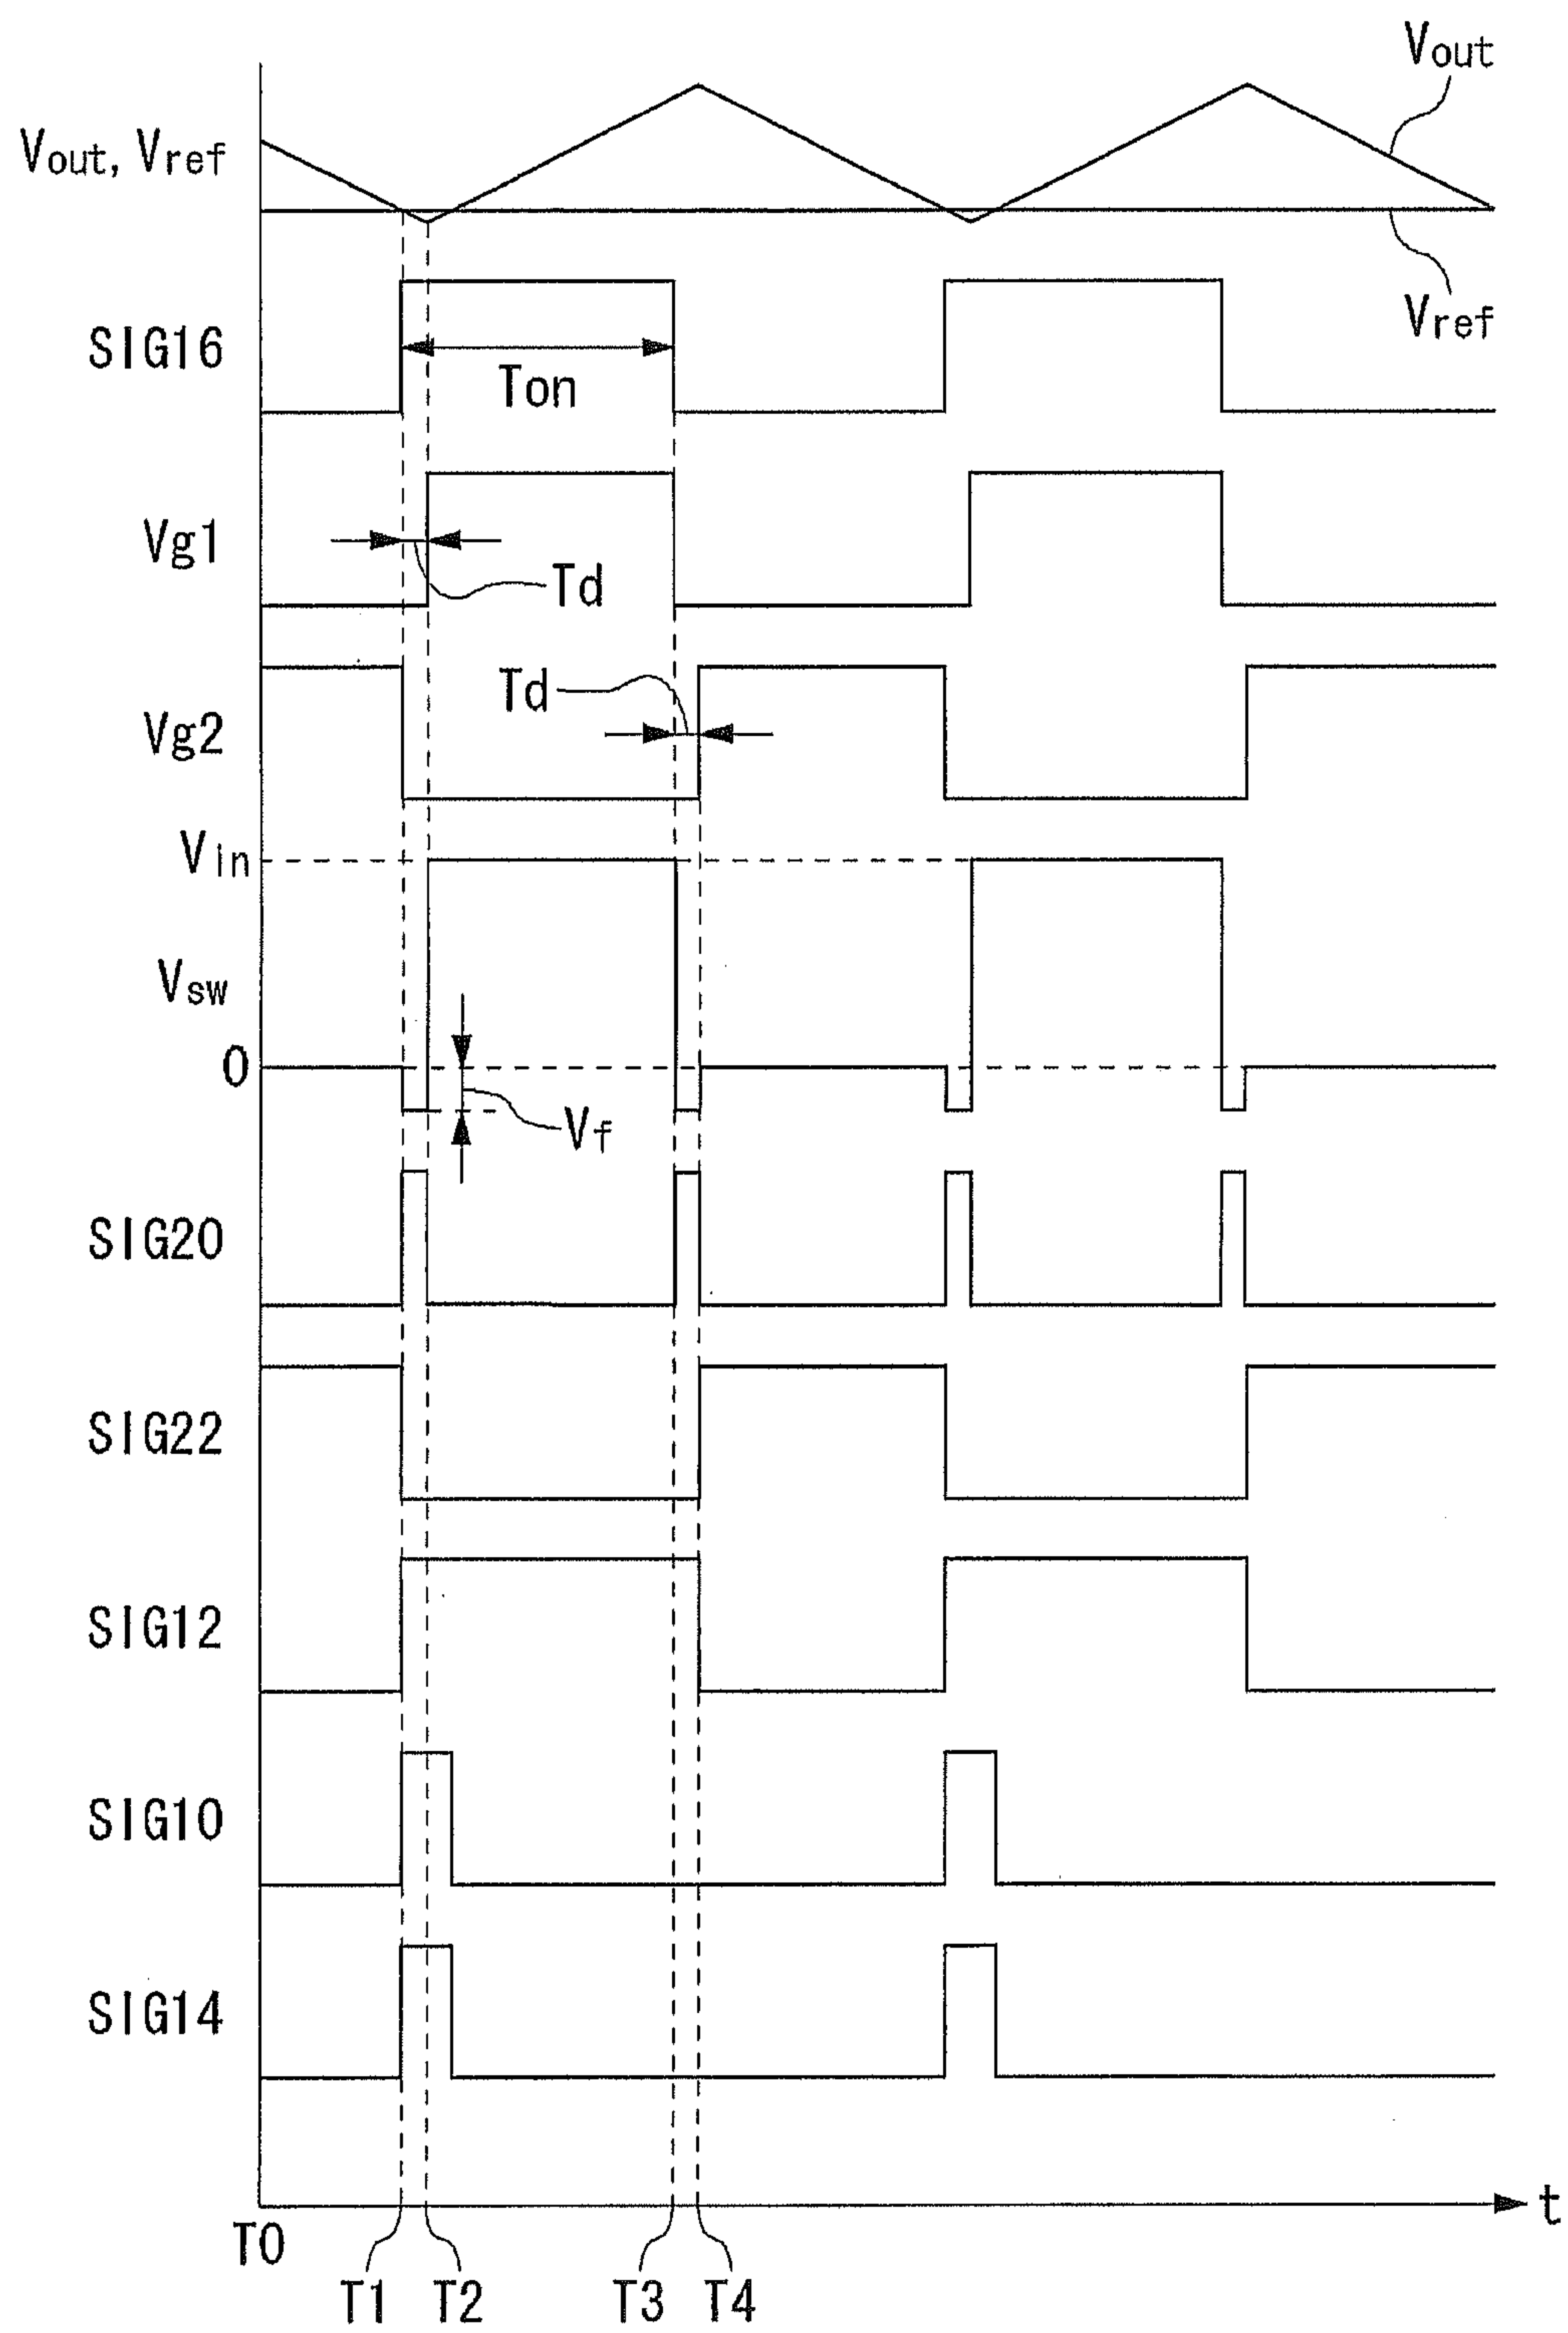 Vout
Vout, Vref
Vref
SIG16
Ton
Vg1
Td
Td
Vg2
Vin
Vsw
0
Vf
SIG20
SIG22
SIG12
SIG10
SIG14
t
T0
T1 T2 T3 T4